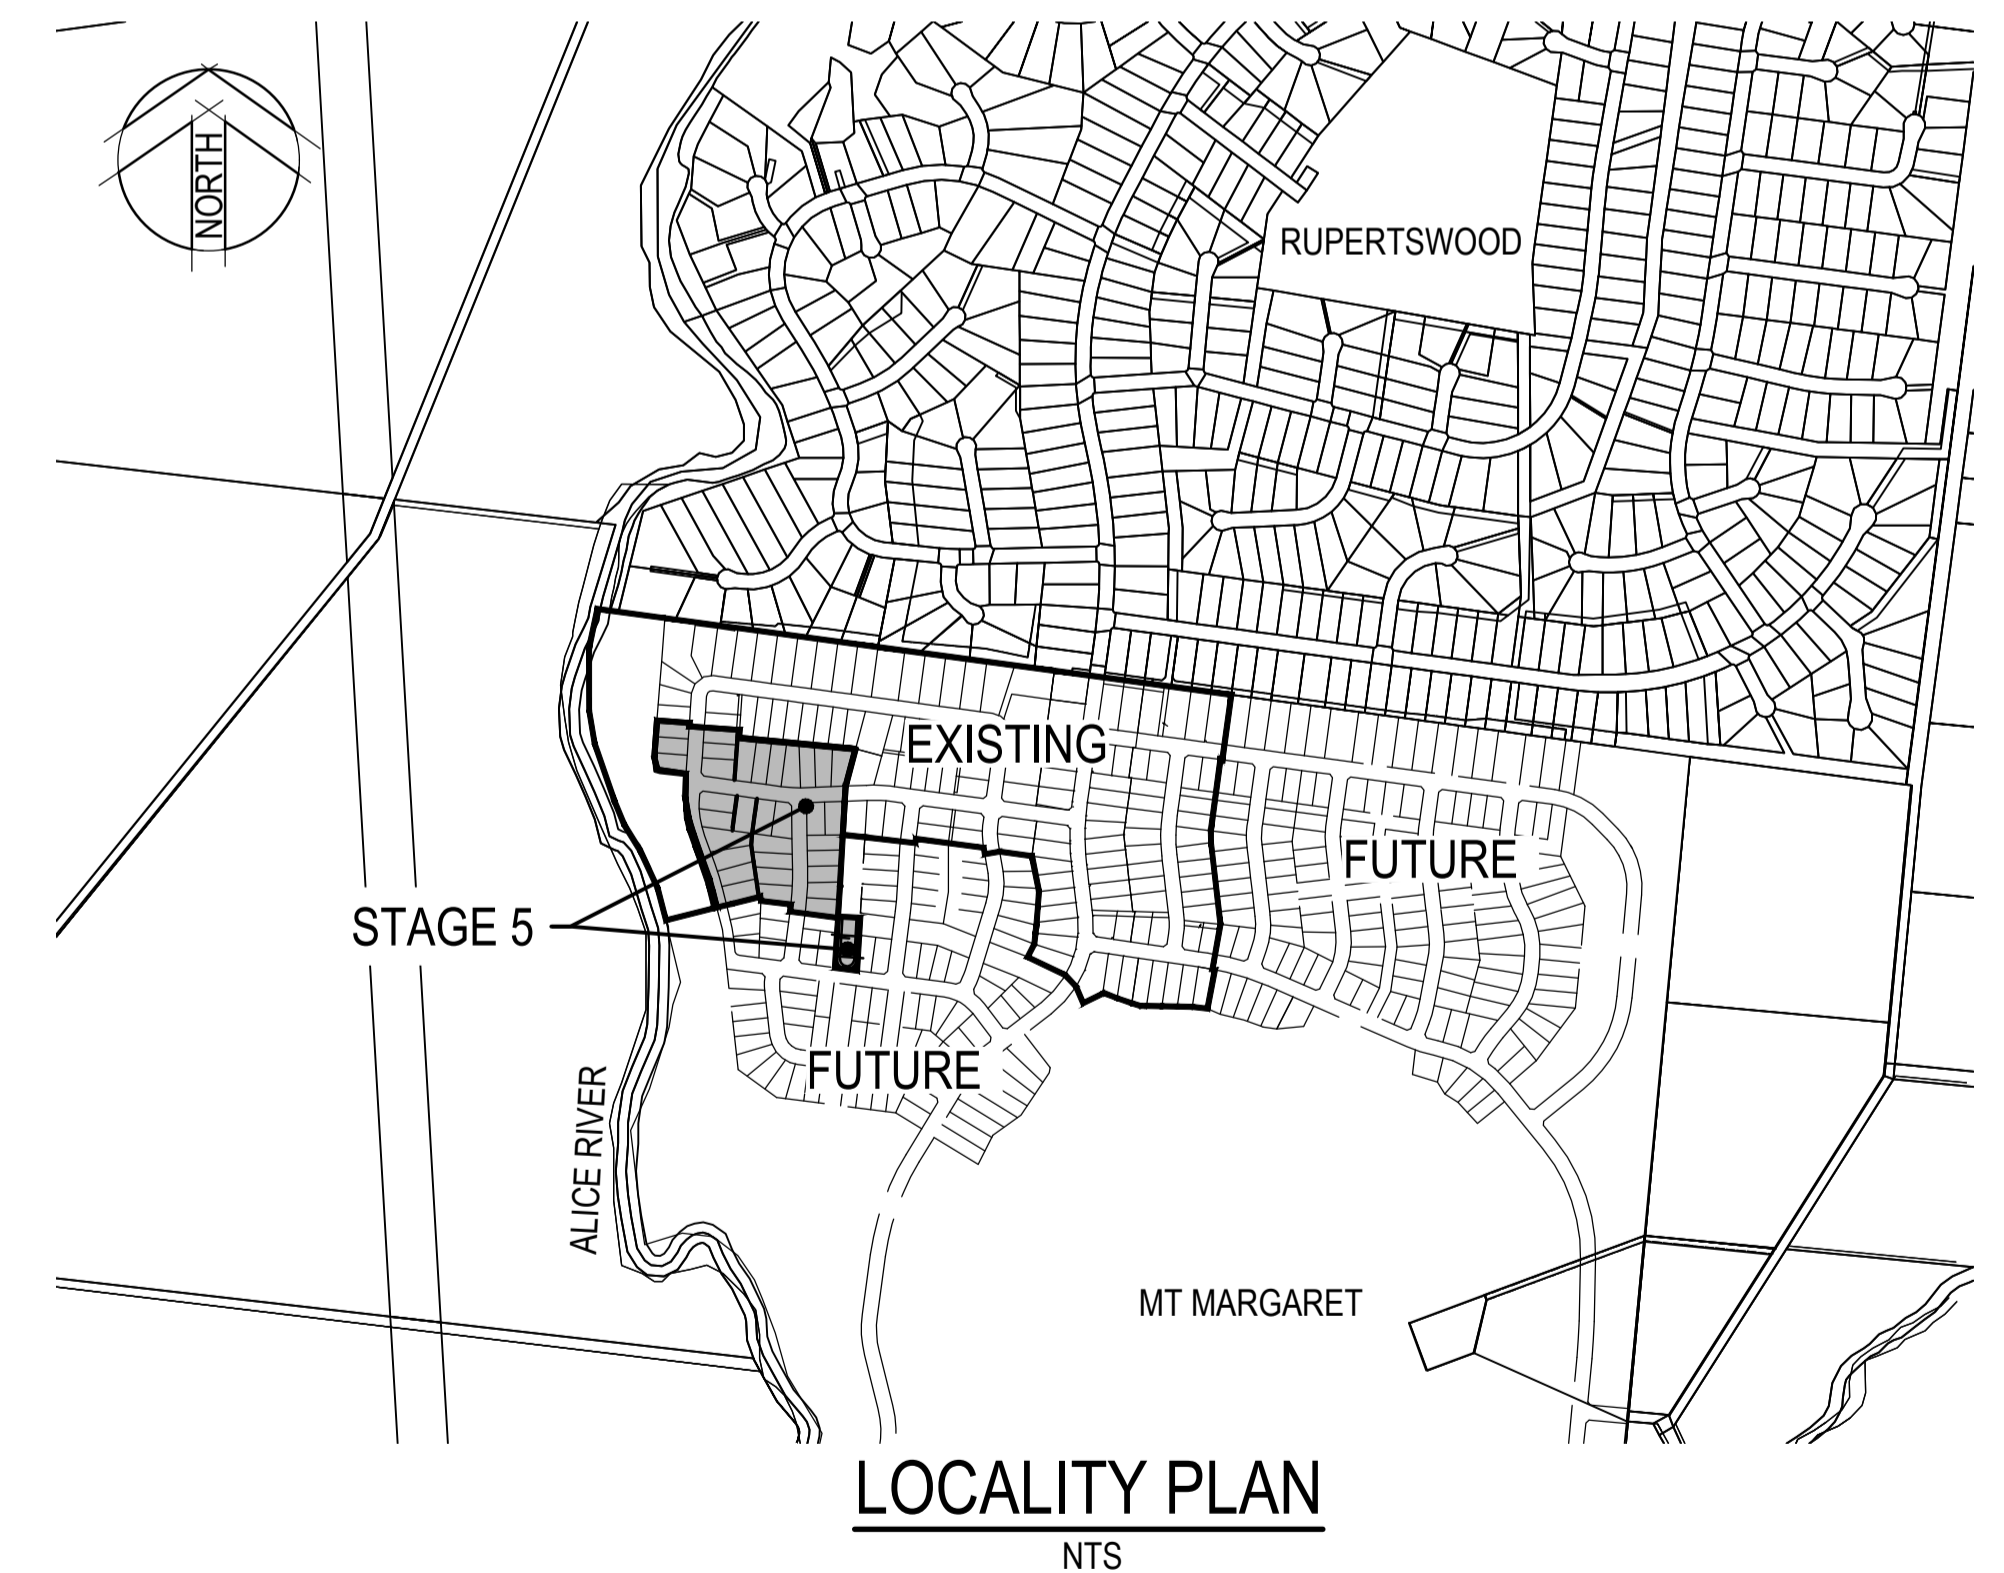 NORTH
RUPERTSWOOD
EXISTING
FUTURE
STAGE 5
FUTURE
ALICE RIVER
MT MARGARET
LOCALITY PLAN
NTS